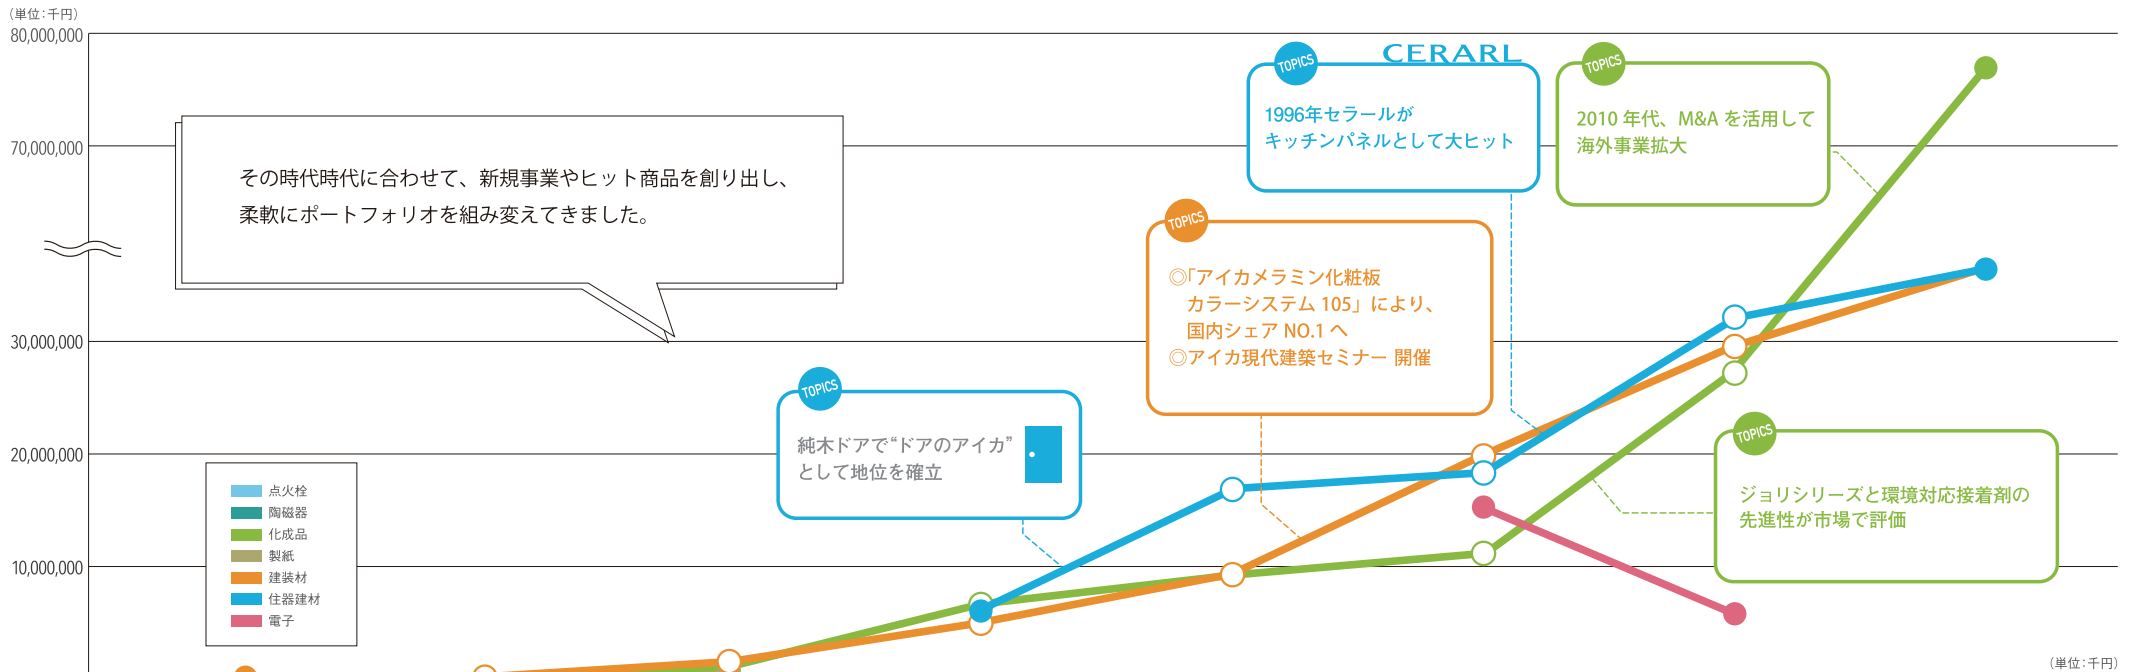 (単位:千円)
80,000,000
70,000,000
30,000,000
20,000,000
10,000,000
その時代時代に合わせて、新規事業やヒット商品を創り出し、
柔軟にポートフォリオを組み変えてきました。
点火栓
陶磁器
化成品
製紙
建装材
住器建材
電子
TOPICS
純木ドアで“ドアのアイカ”
として地位を確立
TOPICS
◎「アイカメラミン化粧板
カラーシステム 105」により、
国内シェア NO.1 へ
◎アイカ現代建築セミナー 開催
TOPICS
CERARL
1996年セラールが
キッチンパネルとして大ヒット
TOPICS
2010 年代、M&A を活用して
海外事業拡大
TOPICS
ジョリシリーズと環境対応接着剤の
先進性が市場で評価
(単位:千円)